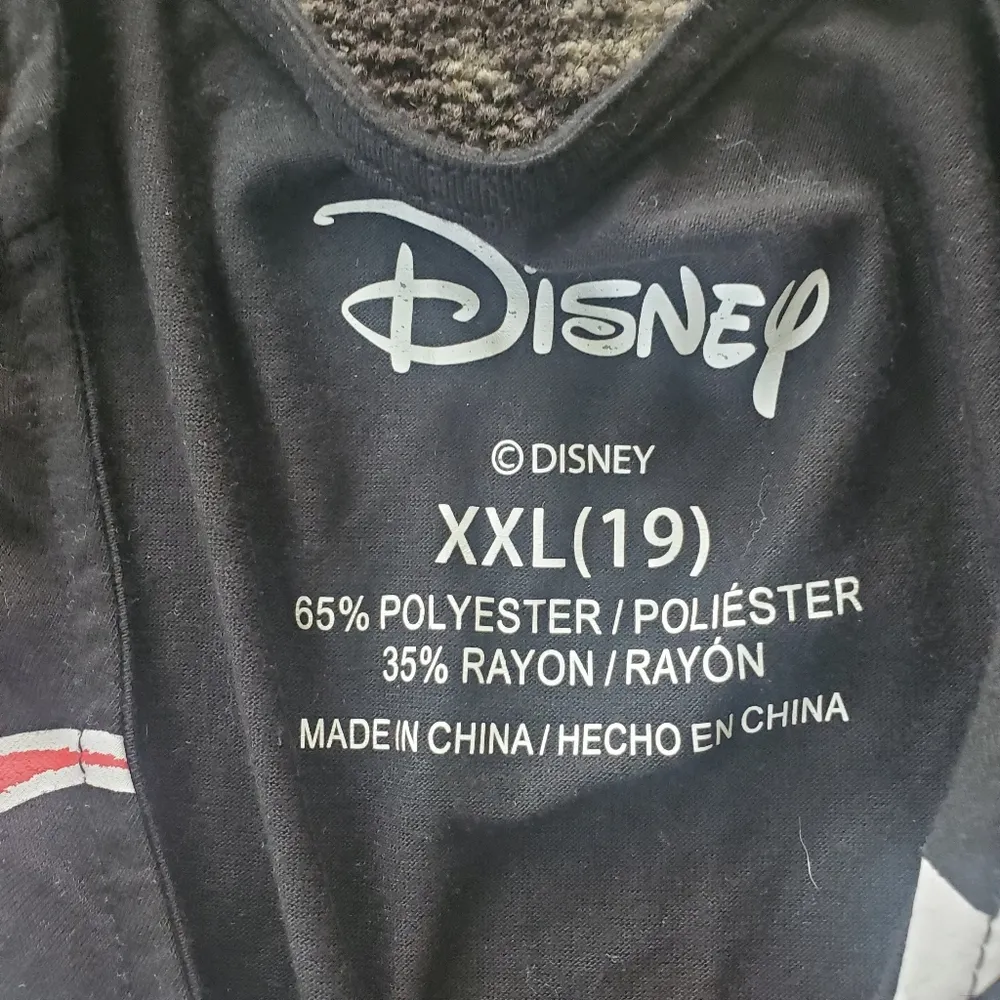 Disney
© DISNEY
XXL(19)
65% POLYESTER / POLIÉSTER
35% RAYON / RAYÓN
MADE IN CHINA / HECHO EN CHINA